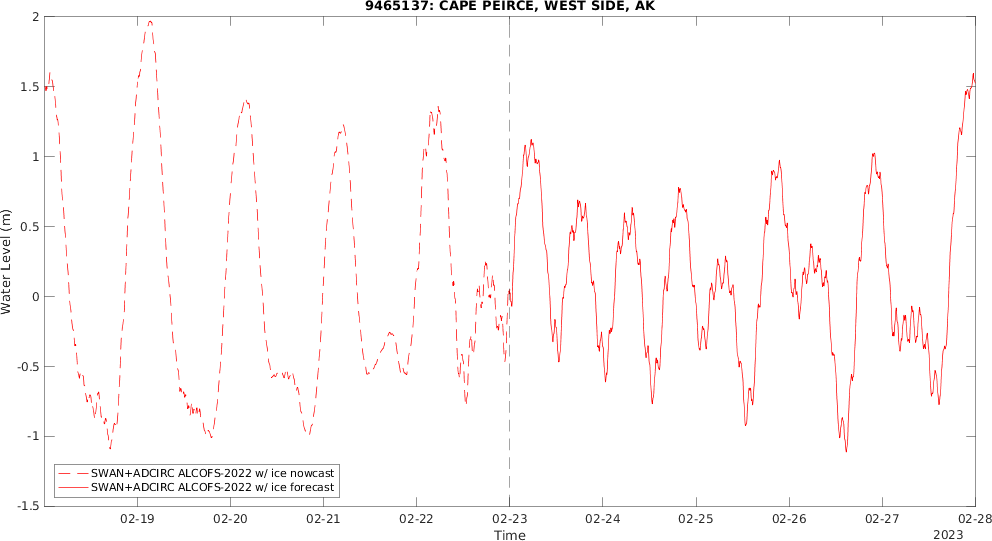 9465137: CAPE PEIRCE, WEST SIDE, AK
2
1.5
1
0.5
0
-0.5
-1
-1.5
Water Level (m)
SWAN+ADCIRC ALCOFS-2022 w/ ice nowcast
SWAN+ADCIRC ALCOFS-2022 w/ ice forecast
02-19 02-20 02-21 02-22 02-23 02-24 02-25 02-26 02-27 02-28
Time
2023